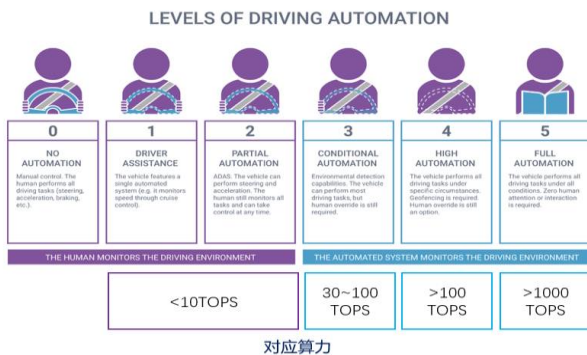 LEVELS OF DRIVING AUTOMATION
0
NO
AUTOMATION
Manual control. The
human performs all
driving tasks (steering,
acceleration, braking,
etc.).
1
DRIVER
ASSISTANCE
The vehicle features a
single automated
system (e.g. it monitors
speed through cruise
control).
2
PARTIAL
AUTOMATION
ADAS. The vehicle can
perform steering and
acceleration. The
human still monitors all
tasks and can take
control at any time.
3
CONDITIONAL
AUTOMATION
Environmental detection
capabilities. The vehicle
can perform most
driving tasks, but
human override is still
required.
4
HIGH
AUTOMATION
The vehicle performs all
driving tasks under
specific circumstances.
Geofencing is required.
Human override is still
an option.
5
FULL
AUTOMATION
The vehicle performs all
driving tasks under all
conditions. Zero human
attention or interaction
is required.
THE HUMAN MONITORS THE DRIVING ENVIRONMENT
THE AUTOMATED SYSTEM MONITORS THE DRIVING ENVIRONMENT
<10TOPS
30~100
TOPS
>100
TOPS
>1000
TOPS
对应算力